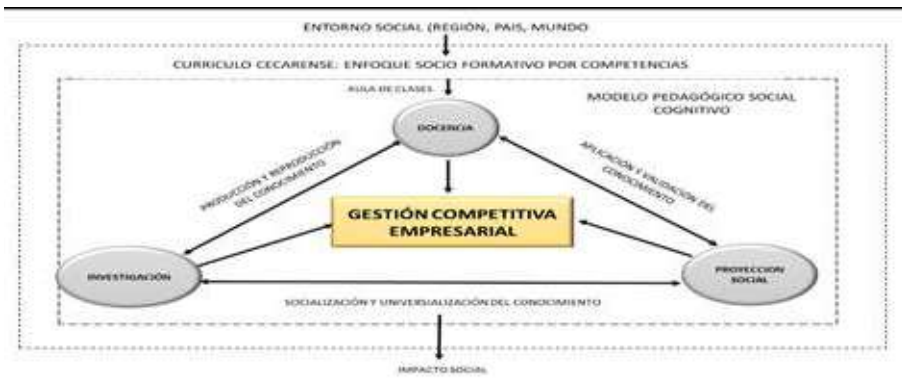 ENTORNO SOCIAL (REGIÓN, PAIS, MUNDO
CURRICULO CECARENSE: ENFOQUE SOCIO FORMATIVO POR COMPETENCIAS
AULA DE CLASES
MODELO PEDAGÓGICO SOCIAL
COGNITIVO
DOCENCIA
PRODUCCIÓN Y REPRODUCCIÓN
DEL CONOCIMIENTO
APLICACIÓN Y VALIDACIÓN DEL
CONOCIMIENTO
GESTIÓN COMPETITIVA
EMPRESARIAL
INVESTIGACIÓN
PROYECCION
SOCIAL
SOCIALIZACIÓN Y UNIVERSIALIZACIÓN DEL CONOCIMIENTO
IMPACTO SOCIAL